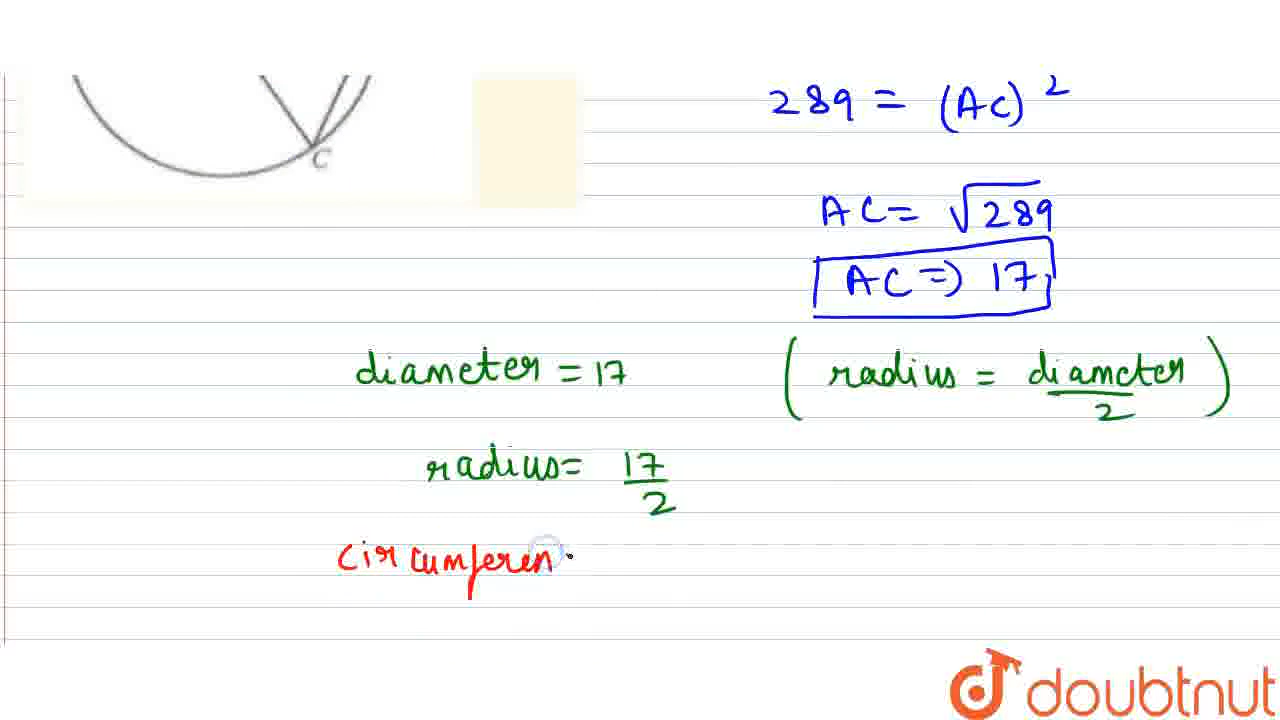 C
289 = (AC)²
AC = √289
AC ⇒ 17
diameter = 17
(radius = diameter/2)
radius = 17/2
Circumferen
doubtnut